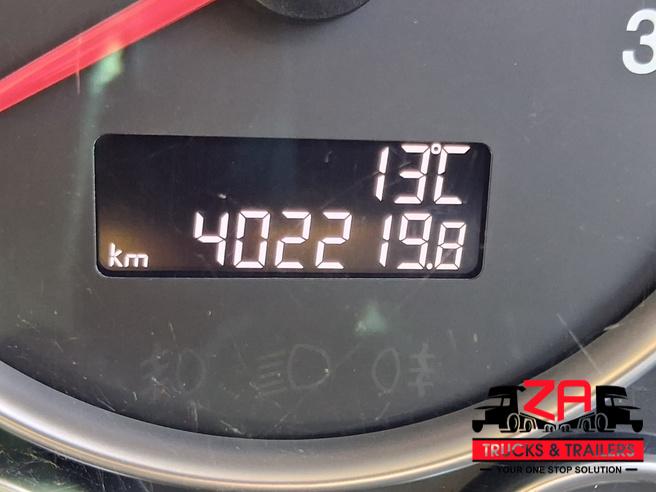 3
13°C
km 402219.8
ZA
TRUCKS & TRAILERS
YOUR ONE STOP SOLUTION